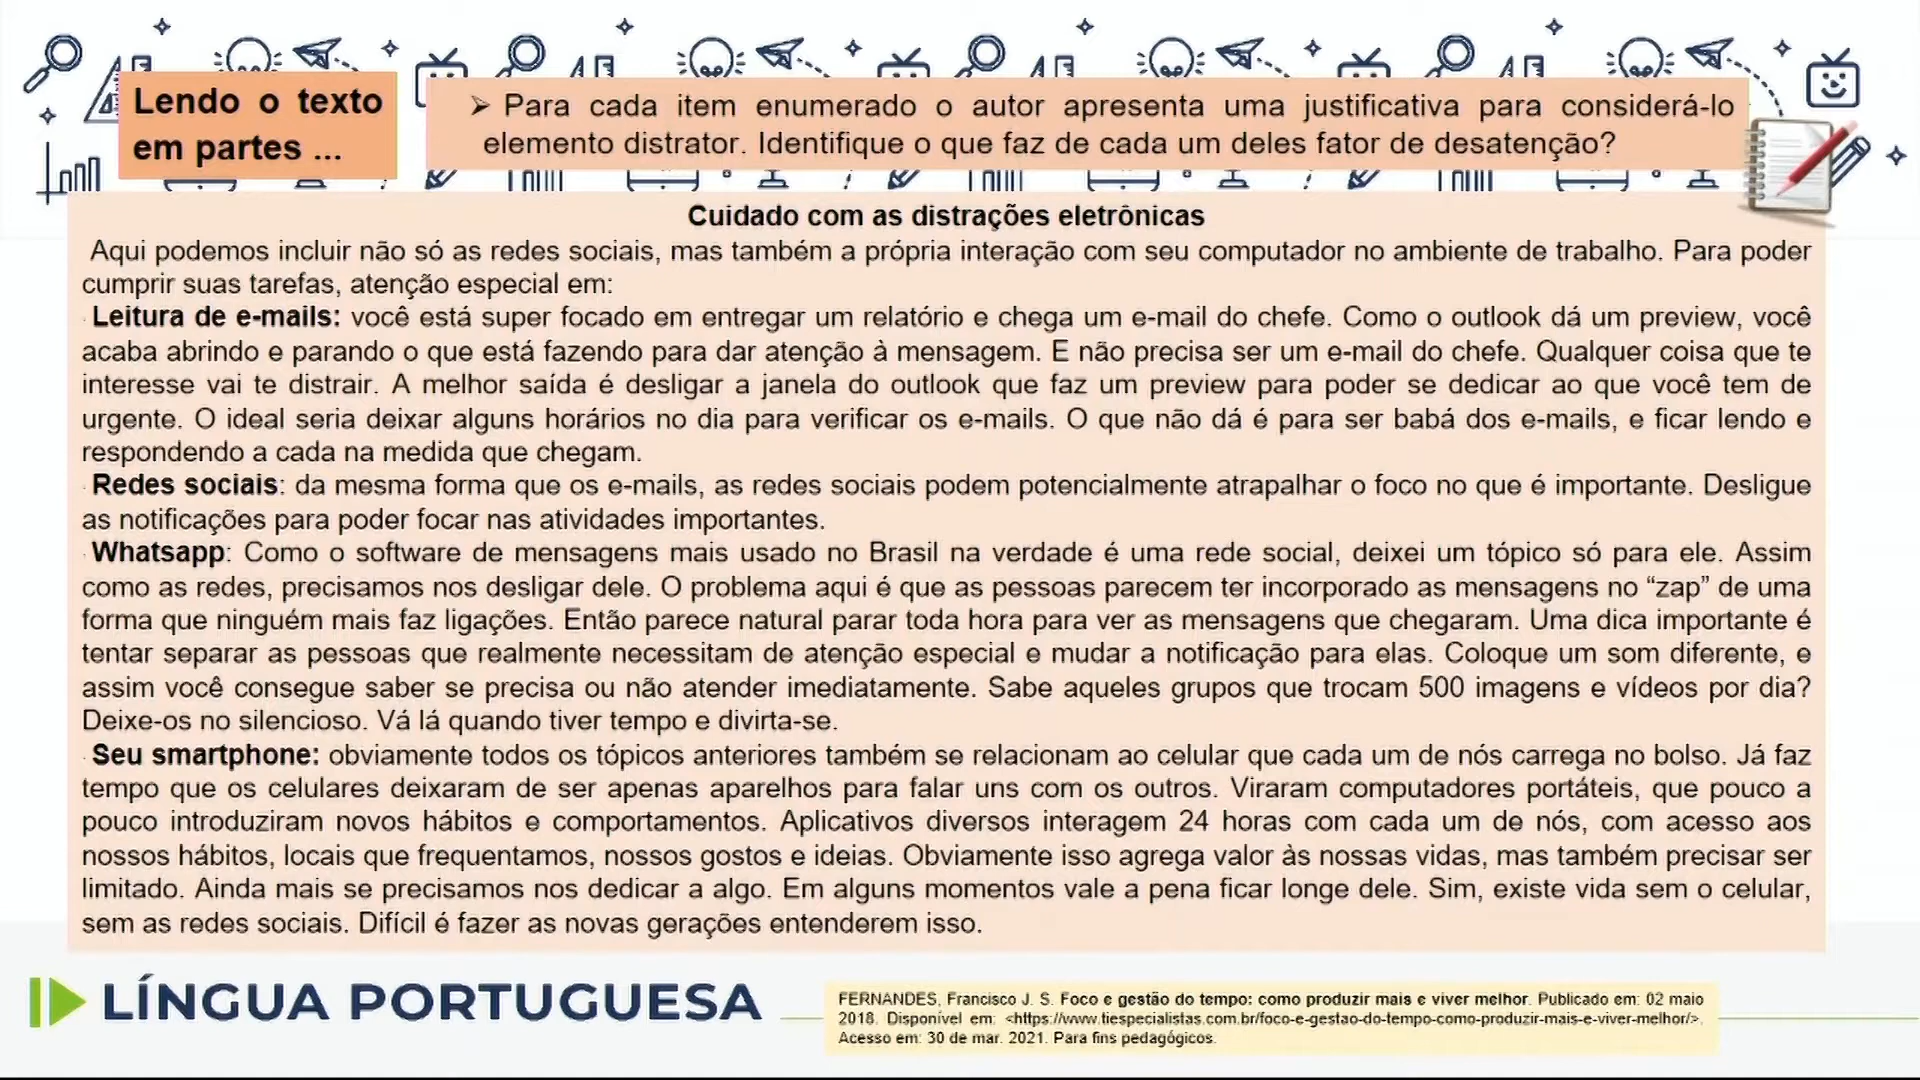 Lendo o texto
em partes ...
➢ Para cada item enumerado o autor apresenta uma justificativa para considerá-lo
elemento distrator. Identifique o que faz de cada um deles fator de desatenção?
Cuidado com as distrações eletrônicas
Aqui podemos incluir não só as redes sociais, mas também a própria interação com seu computador no ambiente de trabalho. Para poder
cumprir suas tarefas, atenção especial em:
· Leitura de e-mails: você está super focado em entregar um relatório e chega um e-mail do chefe. Como o outlook dá um preview, você
acaba abrindo e parando o que está fazendo para dar atenção à mensagem. E não precisa ser um e-mail do chefe. Qualquer coisa que te
interesse vai te distrair. A melhor saída é desligar a janela do outlook que faz um preview para poder se dedicar ao que você tem de
urgente. O ideal seria deixar alguns horários no dia para verificar os e-mails. O que não dá é para ser babá dos e-mails, e ficar lendo e
respondendo a cada na medida que chegam.
· Redes sociais: da mesma forma que os e-mails, as redes sociais podem potencialmente atrapalhar o foco no que é importante. Desligue
as notificações para poder focar nas atividades importantes.
· Whatsapp: Como o software de mensagens mais usado no Brasil na verdade é uma rede social, deixei um tópico só para ele. Assim
como as redes, precisamos nos desligar dele. O problema aqui é que as pessoas parecem ter incorporado as mensagens no “zap” de uma
forma que ninguém mais faz ligações. Então parece natural parar toda hora para ver as mensagens que chegaram. Uma dica importante é
tentar separar as pessoas que realmente necessitam de atenção especial e mudar a notificação para elas. Coloque um som diferente, e
assim você consegue saber se precisa ou não atender imediatamente. Sabe aqueles grupos que trocam 500 imagens e vídeos por dia?
Deixe-os no silencioso. Vá lá quando tiver tempo e divirta-se.
· Seu smartphone: obviamente todos os tópicos anteriores também se relacionam ao celular que cada um de nós carrega no bolso. Já faz
tempo que os celulares deixaram de ser apenas aparelhos para falar uns com os outros. Viraram computadores portáteis, que pouco a
pouco introduziram novos hábitos e comportamentos. Aplicativos diversos interagem 24 horas com cada um de nós, com acesso aos
nossos hábitos, locais que frequentamos, nossos gostos e ideias. Obviamente isso agrega valor às nossas vidas, mas também precisar ser
limitado. Ainda mais se precisamos nos dedicar a algo. Em alguns momentos vale a pena ficar longe dele. Sim, existe vida sem o celular,
sem as redes sociais. Difícil é fazer as novas gerações entenderem isso.
LÍNGUA PORTUGUESA
FERNANDES, Francisco J. S. Foco e gestão do tempo: como produzir mais e viver melhor. Publicado em: 02 maio
2018. Disponível em: <https://www.tiespecialistas.com.br/foco-e-gestao-do-tempo-como-produzir-mais-e-viver-melhor/>.
Acesso em: 30 de mar. 2021. Para fins pedagógicos.